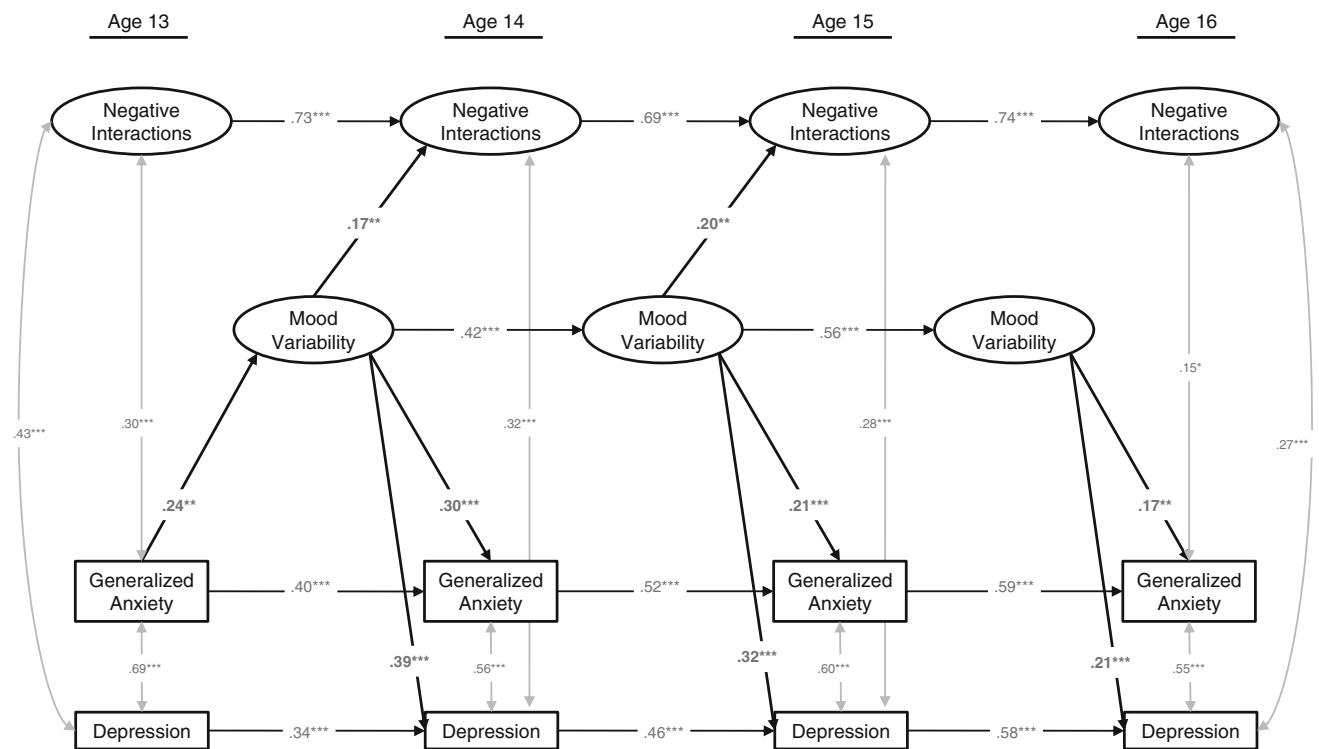 Age 13
Age 14
Age 15
Age 16
Negative
Interactions
.73***
Negative
Interactions
.69***
Negative
Interactions
.74***
Negative
Interactions
.17**
.20**
Mood
Variability
.42***
Mood
Variability
.56***
Mood
Variability
.15*
.43***
.30***
.32***
.28***
.27***
.24**
.30***
.21***
.17**
Generalized
Anxiety
.40***
Generalized
Anxiety
.52***
Generalized
Anxiety
.59***
Generalized
Anxiety
.69***
.39***
.56***
.32***
.60***
.21***
.55***
Depression
.34***
Depression
.46***
Depression
.58***
Depression